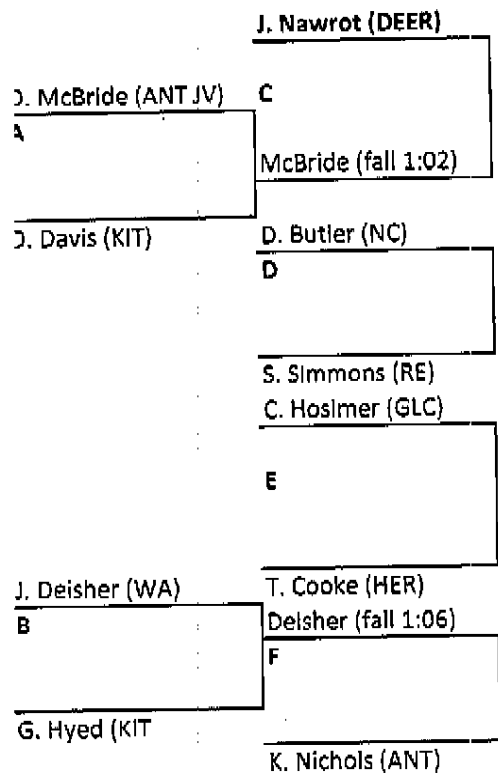 J. Nawrot (DEER)
D. McBride (ANT JV)
C
A
McBride (fall 1:02)
D. Davis (KIT)
D. Butler (NC)
D
S. Simmons (RE)
C. Hosimer (GLC)
E
J. Deisher (WA)
T. Cooke (HER)
B
Deisher (fall 1:06)
F
G. Hyed (KIT
K. Nichols (ANT)